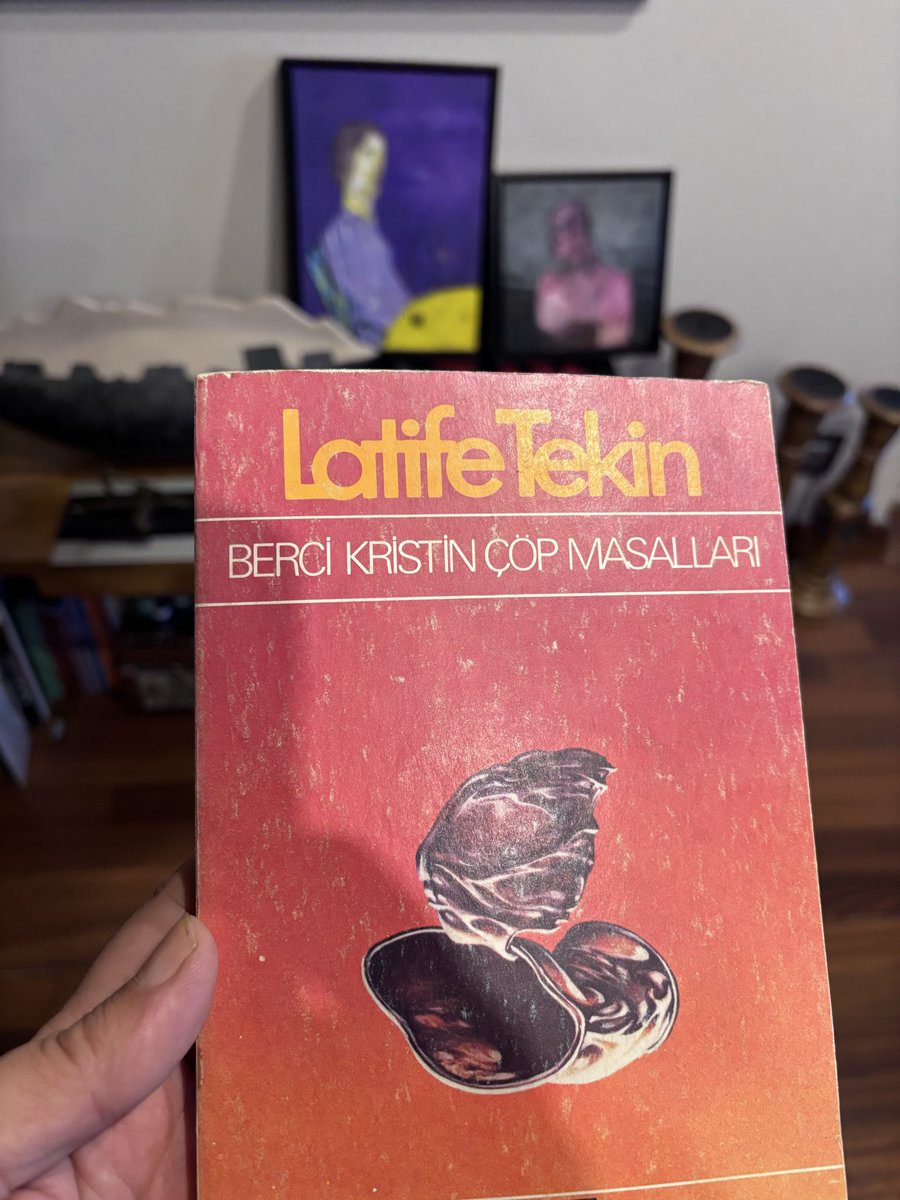 Latife Tekin
BERCİ KRİSTİN ÇÖP MASALLARI